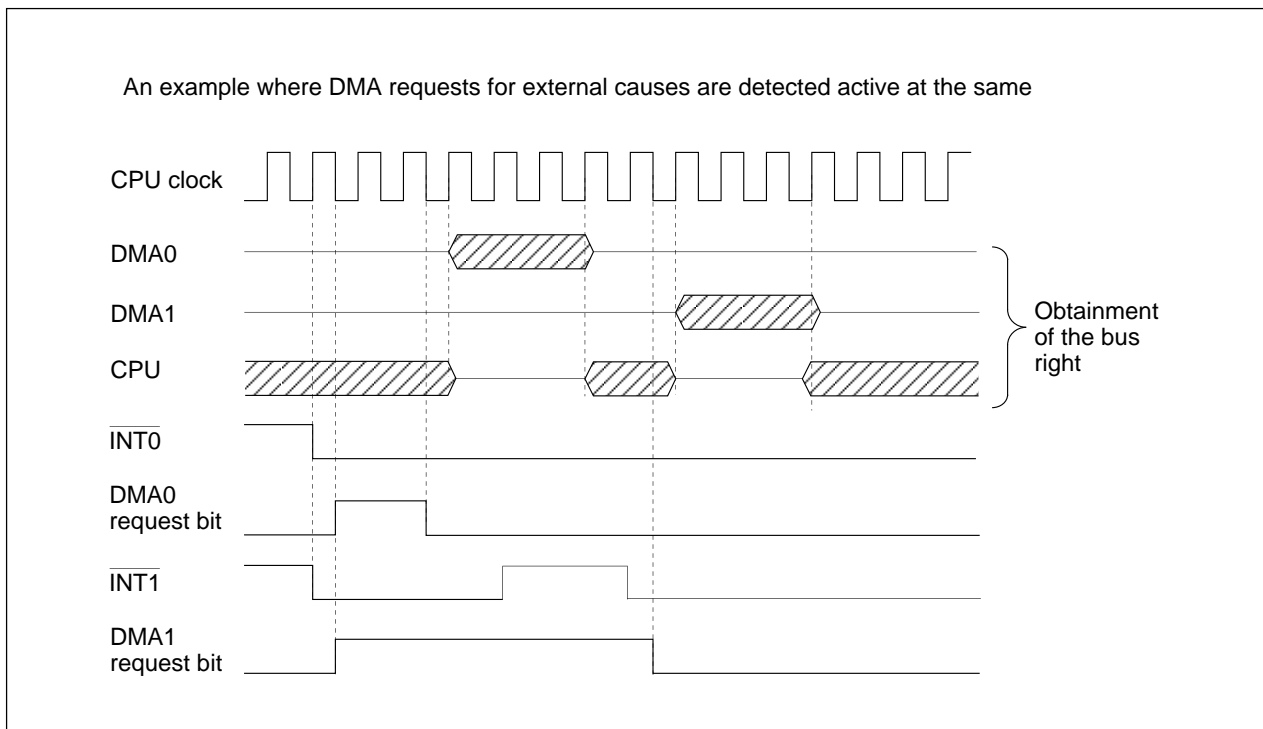 An example where DMA requests for external causes are detected active at the same
CPU clock
DMA0
DMA1
CPU
Obtainment
of the bus
right
INT0
DMA0
request bit
INT1
DMA1
request bit